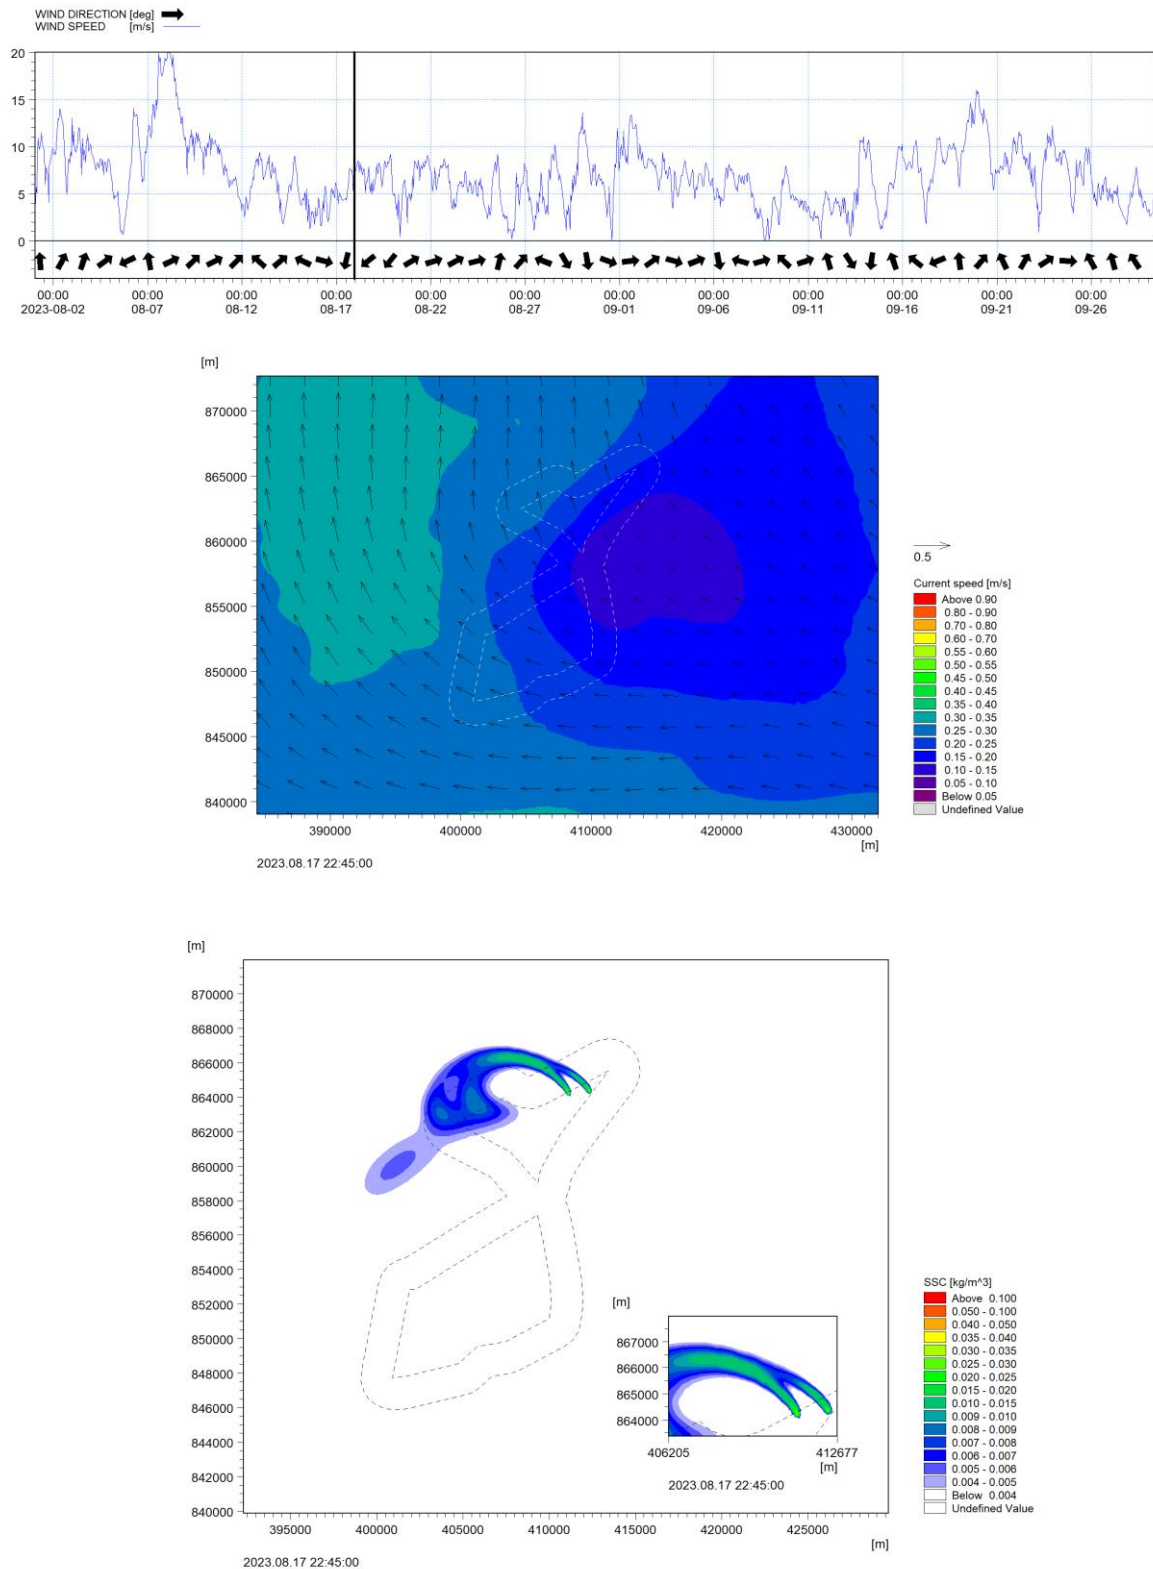 WIND DIRECTION [deg]
WIND SPEED [m/s]
20
15
10
5
0
00:00 00:00 00:00 00:00 00:00 00:00 00:00 00:00 00:00 00:00 00:00 00:00
2023-08-02 08-07 08-12 08-17 08-22 08-27 09-01 09-06 09-11 09-16 09-21 09-26
[m]
870000
865000
860000
855000
850000
845000
840000
390000 400000 410000 420000 430000
[m]
2023.08.17 22:45:00
0.5
Current speed [m/s]
Above 0.90
0.80 - 0.90
0.70 - 0.80
0.60 - 0.70
0.55 - 0.60
0.50 - 0.55
0.45 - 0.50
0.40 - 0.45
0.35 - 0.40
0.30 - 0.35
0.25 - 0.30
0.20 - 0.25
0.15 - 0.20
0.10 - 0.15
0.05 - 0.10
Below 0.05
Undefined Value
[m]
870000
868000
866000
864000
862000
860000
858000
856000
854000
852000
850000
848000
846000
844000
842000
840000
395000 400000 405000 410000 415000 420000 425000
[m]
2023.08.17 22:45:00
[m]
867000
866000
865000
864000
406205 412677
[m]
2023.08.17 22:45:00
SSC [kg/m^3]
Above 0.100
0.050 - 0.100
0.040 - 0.050
0.035 - 0.040
0.030 - 0.035
0.025 - 0.030
0.020 - 0.025
0.015 - 0.020
0.010 - 0.015
0.009 - 0.010
0.008 - 0.009
0.007 - 0.008
0.006 - 0.007
0.005 - 0.006
0.004 - 0.005
Below 0.004
Undefined Value